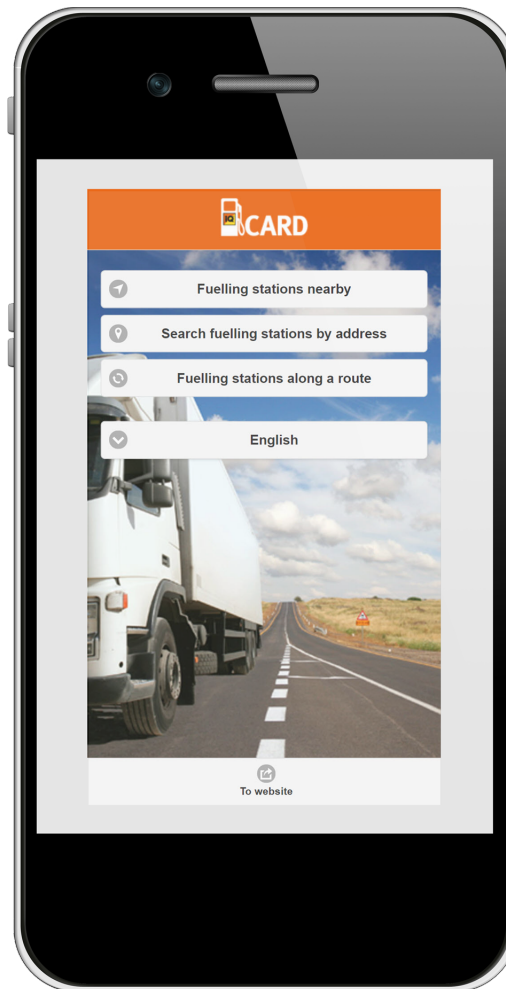 IQ CARD
Fuelling stations nearby
Search fuelling stations by address
Fuelling stations along a route
English
To website